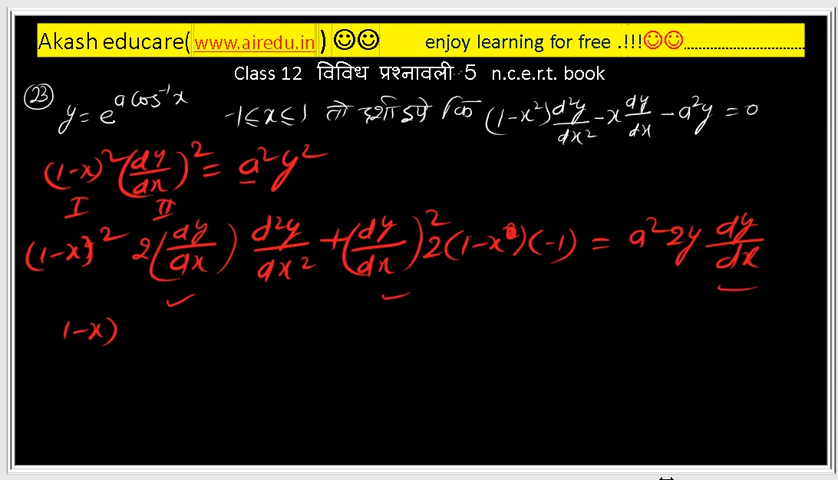 Akash educare( www.airedu.in ) ☺☺ enjoy learning for free .!!!☺☺
Class 12 विविध प्रश्नावली 5 n.c.e.r.t. book
(23) y = e^{a cos⁻¹x} -1 ≤ x ≤ 1 तो दर्शाइये कि (1-x²) d²y/dx² - x dy/dx - a²y = 0
(1-x)² (dy/dx)² = a²y²
I II
(1-x)² 2(dy/dx) d²y/dx² + (dy/dx)² 2(1-x)(-1) = a² 2y dy/dx
1-x)